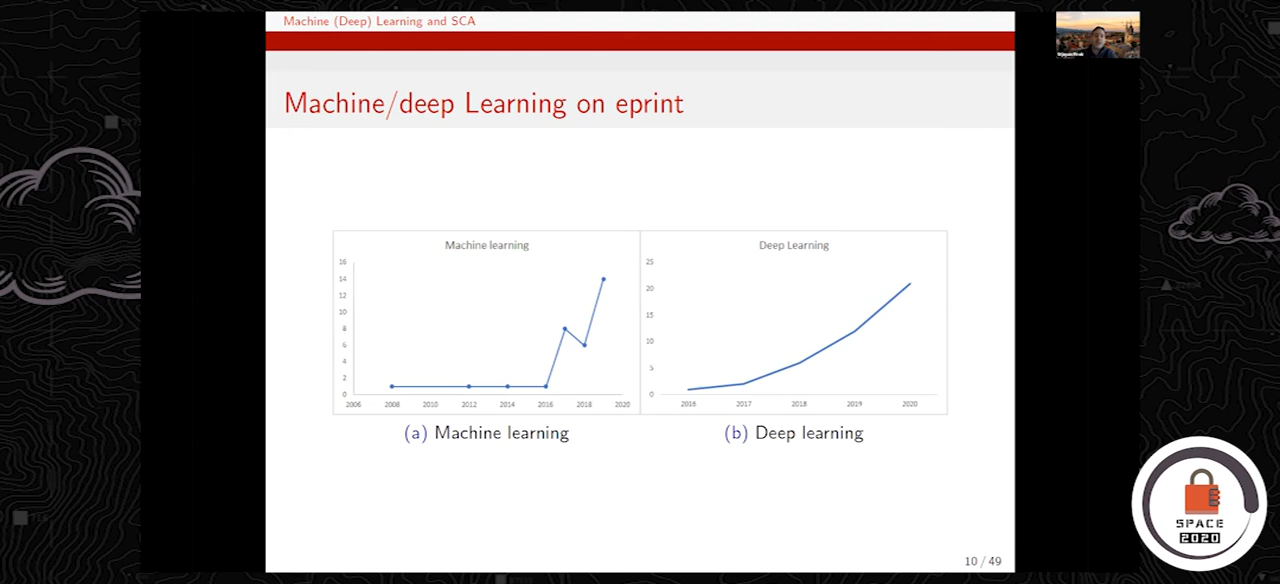 Machine (Deep) Learning and SCA
Machine/deep Learning on eprint
Machine learning
16
14
12
10
8
6
4
2
0
2006 2008 2010 2012 2014 2016 2018 2020
Deep Learning
25
20
15
10
5
0
2016 2017 2018 2019 2020
(a) Machine learning
(b) Deep learning
10 / 49
SPACE
2020